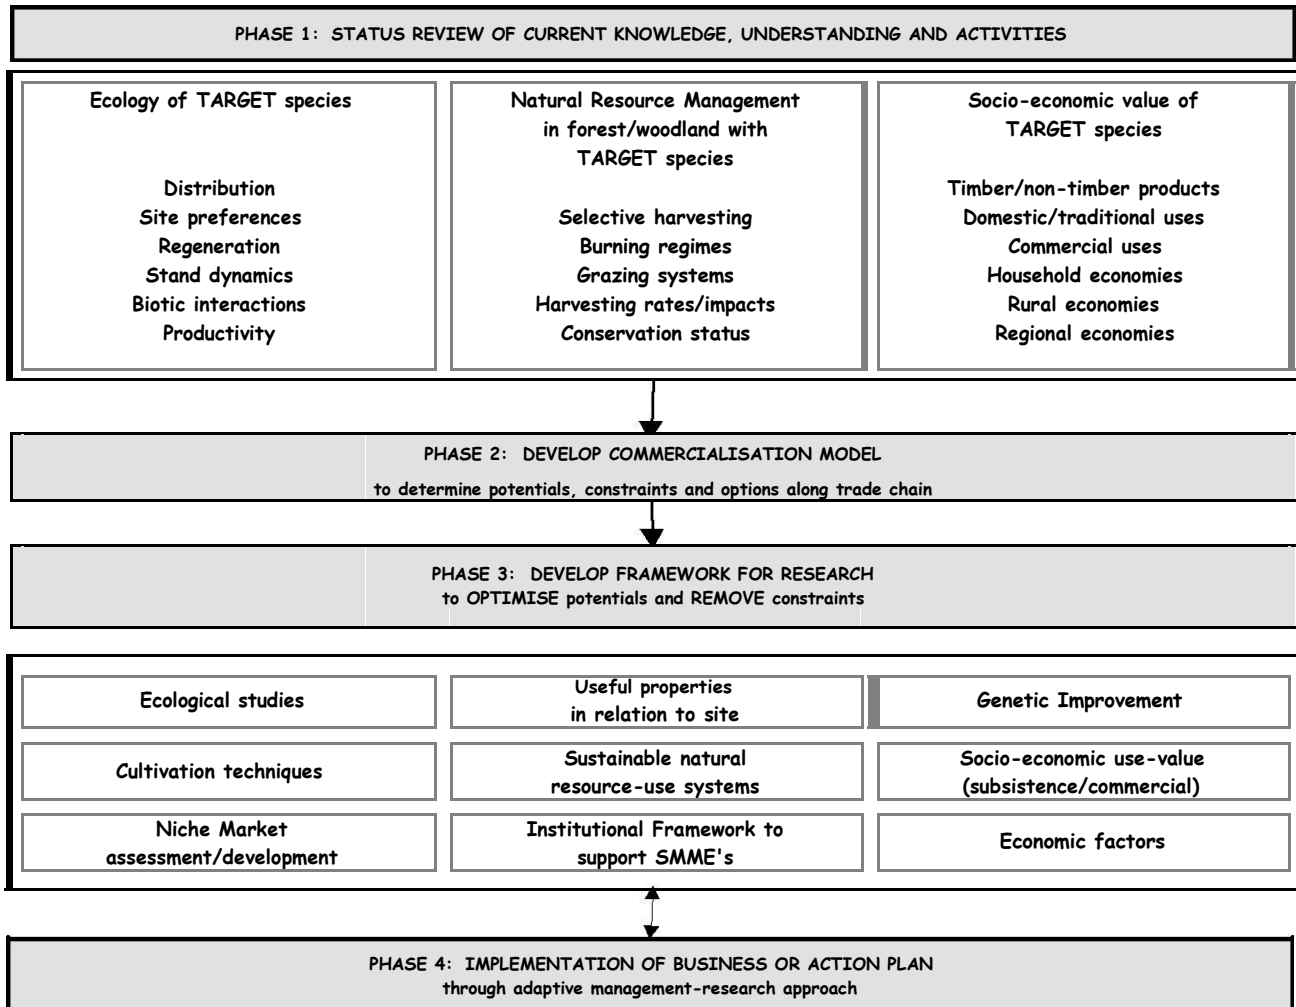 PHASE 1: STATUS REVIEW OF CURRENT KNOWLEDGE, UNDERSTANDING AND ACTIVITIES
Ecology of TARGET species
Distribution
Site preferences
Regeneration
Stand dynamics
Biotic interactions
Productivity
Natural Resource Management
in forest/woodland with
TARGET species
Selective harvesting
Burning regimes
Grazing systems
Harvesting rates/impacts
Conservation status
Socio-economic value of
TARGET species
Timber/non-timber products
Domestic/traditional uses
Commercial uses
Household economies
Rural economies
Regional economies
PHASE 2: DEVELOP COMMERCIALISATION MODEL
to determine potentials, constraints and options along trade chain
PHASE 3: DEVELOP FRAMEWORK FOR RESEARCH
to OPTIMISE potentials and REMOVE constraints
Ecological studies
Useful properties
in relation to site
Genetic Improvement
Cultivation techniques
Sustainable natural
resource-use systems
Socio-economic use-value
(subsistence/commercial)
Niche Market
assessment/development
Institutional Framework to
support SMME's
Economic factors
PHASE 4: IMPLEMENTATION OF BUSINESS OR ACTION PLAN
through adaptive management-research approach